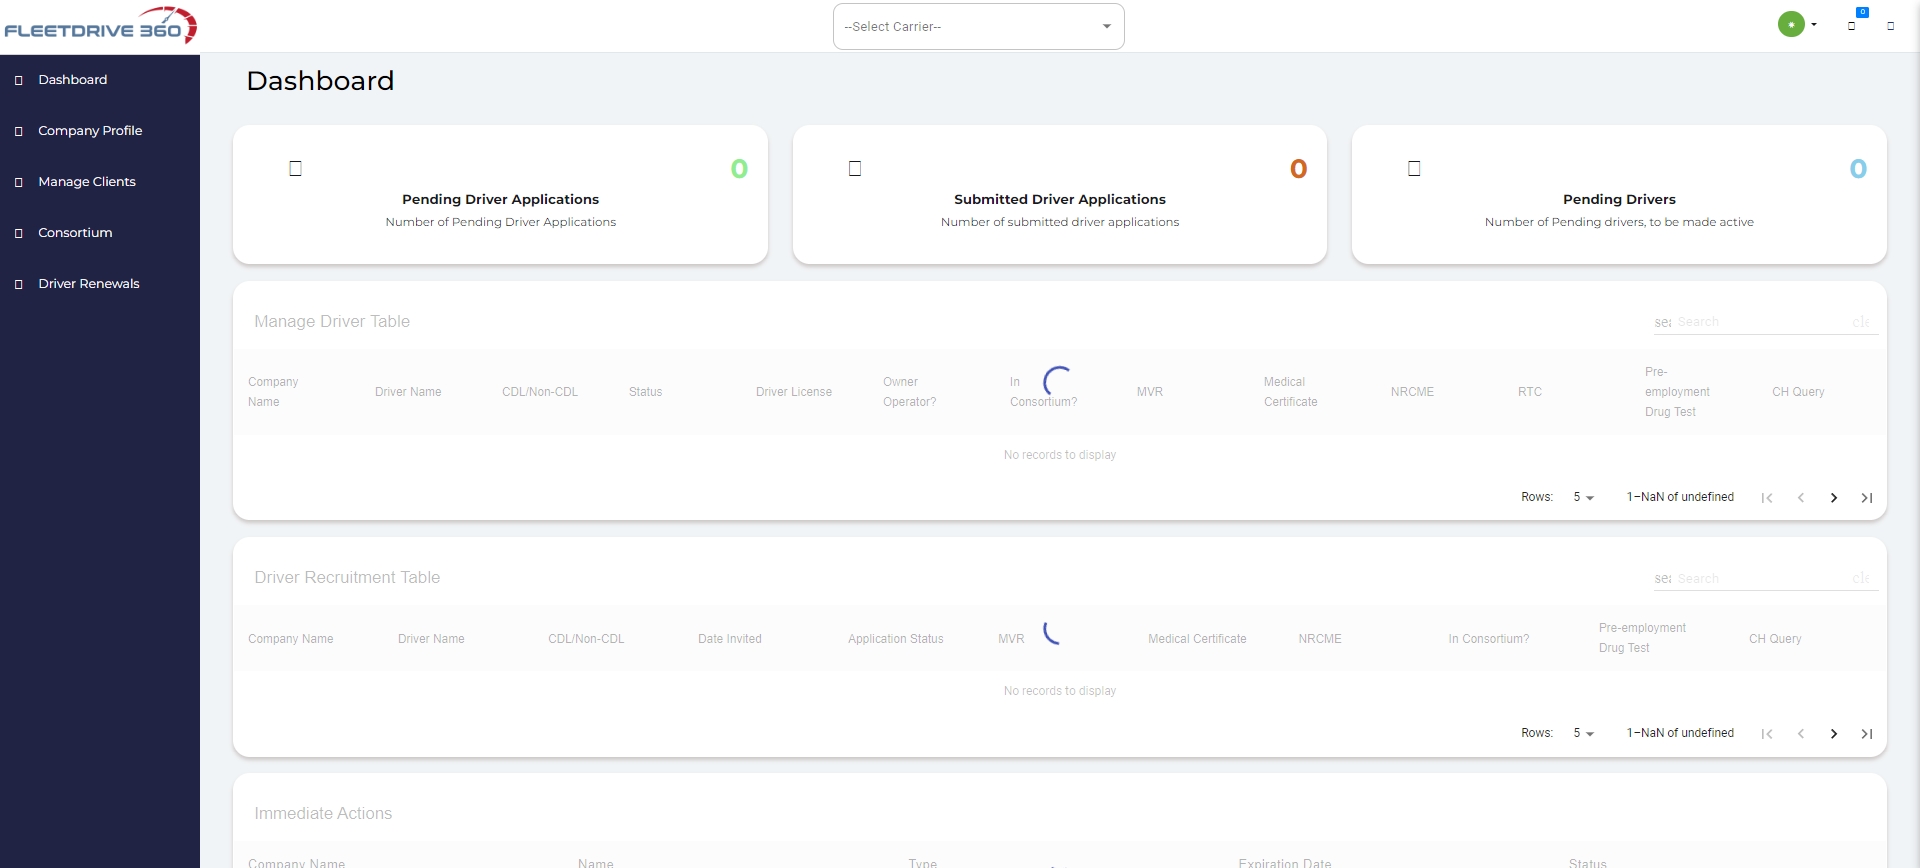 FLEETDRIVE 360
--Select Carrier--
0
Dashboard
Company Profile
Manage Clients
Consortium
Driver Renewals
Dashboard
0
Pending Driver Applications
Number of Pending Driver Applications
0
Submitted Driver Applications
Number of submitted driver applications
0
Pending Drivers
Number of Pending drivers, to be made active
Manage Driver Table
Search
Company Name
Driver Name
CDL/Non-CDL
Status
Driver License
Owner Operator?
In Consortium?
MVR
Medical Certificate
NRCME
RTC
Pre-employment Drug Test
CH Query
No records to display
Rows: 5 1-NaN of undefined
Driver Recruitment Table
Search
Company Name
Driver Name
CDL/Non-CDL
Date Invited
Application Status
MVR
Medical Certificate
NRCME
In Consortium?
Pre-employment Drug Test
CH Query
No records to display
Rows: 5 1-NaN of undefined
Immediate Actions
Company Name
Name
Type
Expiration Date
Status